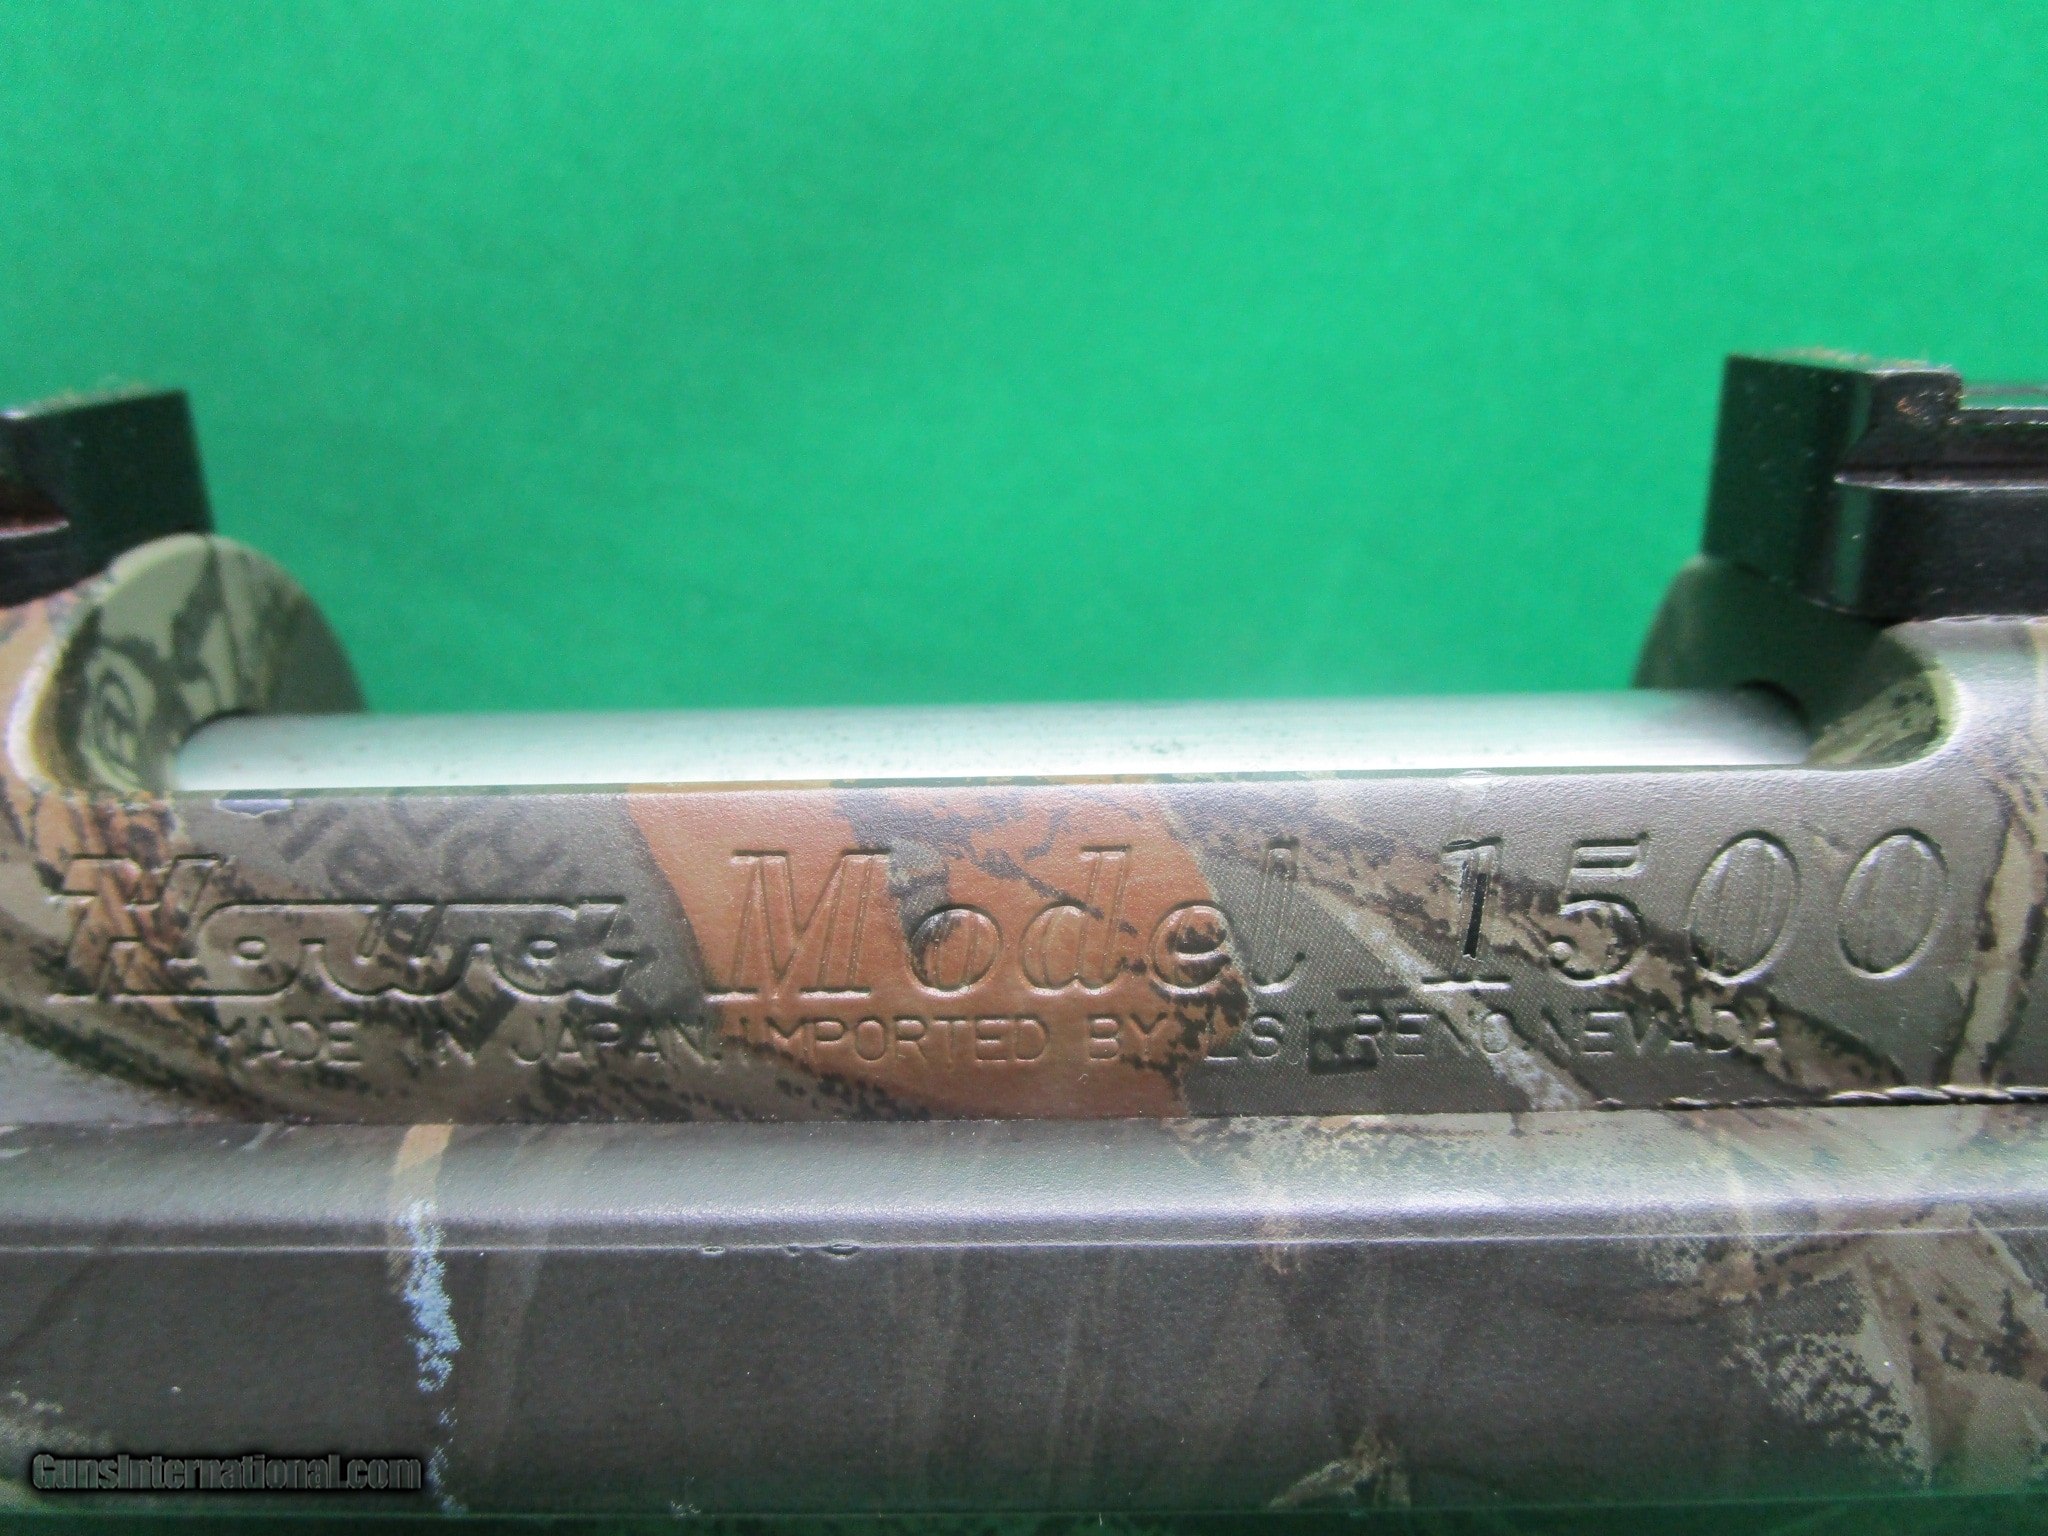 Howa Model 1500
MADE IN JAPAN. IMPORTED BY LSI RENO NEVADA
GunsInternational.com